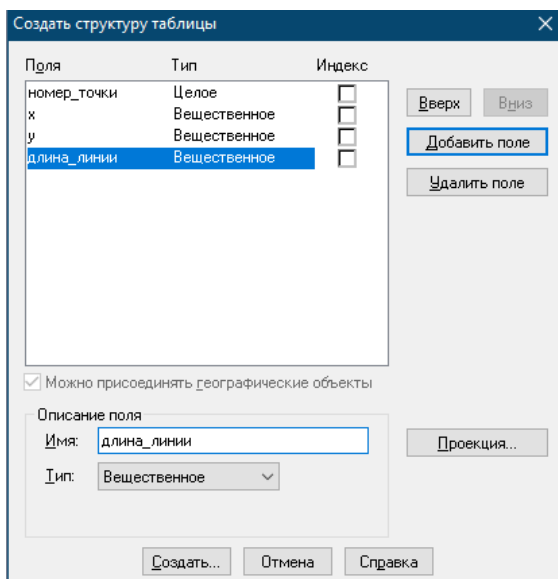 Создать структуру таблицы
Поля Тип Индекс
номер_точки Целое
x Вещественное
y Вещественное
длина_линии Вещественное
Вверх Вниз
Добавить поле
Удалить поле
Можно присоединять географические объекты
Описание поля
Имя: длина_линии
Тип: Вещественное
Проекция...
Создать... Отмена Справка